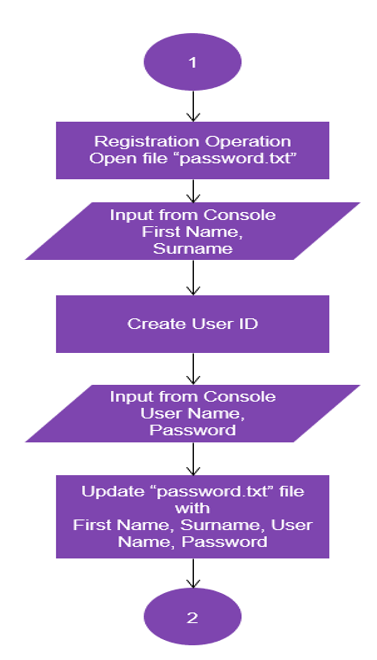 1
Registration Operation
Open file “password.txt”
Input from Console
First Name,
Surname
Create User ID
Input from Console
User Name,
Password
Update “password.txt” file
with
First Name, Surname, User
Name, Password
2